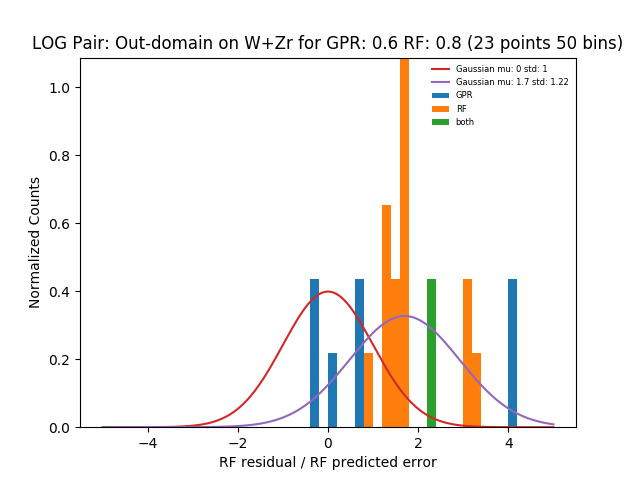 LOG Pair: Out-domain on W+Zr for GPR: 0.6 RF: 0.8 (23 points 50 bins)
Gaussian mu: 0 std: 1
Gaussian mu: 1.7 std: 1.22
GPR
RF
both
Normalized Counts
1.0
0.8
0.6
0.4
0.2
0.0
−4
−2
0
2
4
RF residual / RF predicted error